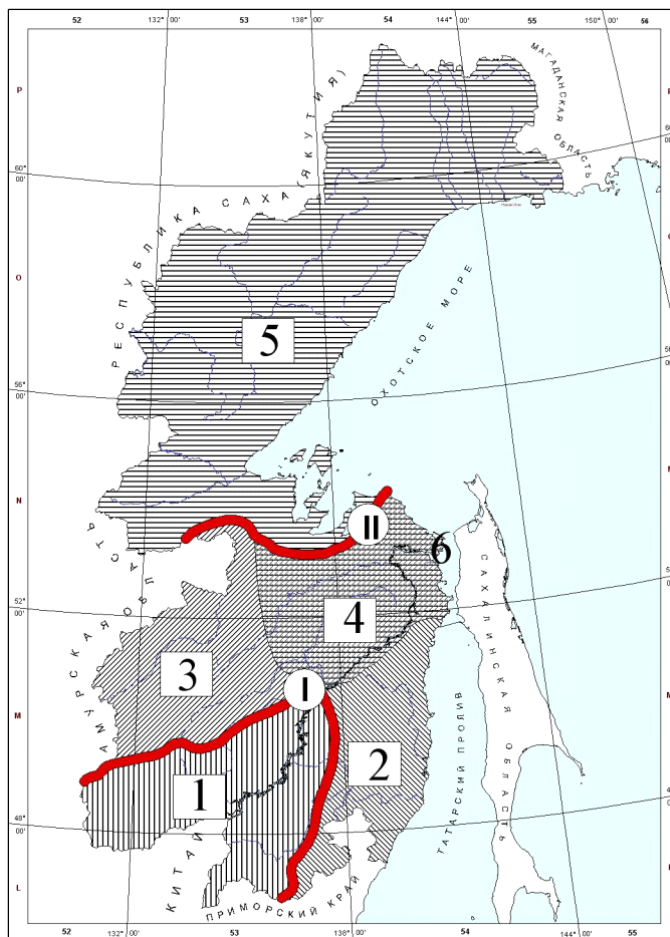 52 132° 00' 53 138° 00' 54 144° 00' 55 150° 00' 56
Р
МАГАДАНСКАЯ ОБЛАСТЬ
60° 00'
РЕСПУБЛИКА САХА (ЯКУТИЯ)
О
ОХОТСКОЕ МОРЕ
5
56° 00'
N
II
6
АМУРСКАЯ ОБЛАСТЬ
52° 00'
4
САХАЛИНСКАЯ ОБЛАСТЬ
3
I
М
ТАТАРСКИЙ ПРОЛИВ
2
1
48° 00'
КИТАЙ
L
ПРИМОРСКИЙ КРАЙ
52 132° 00' 53 138° 00' 54 144° 00' 55